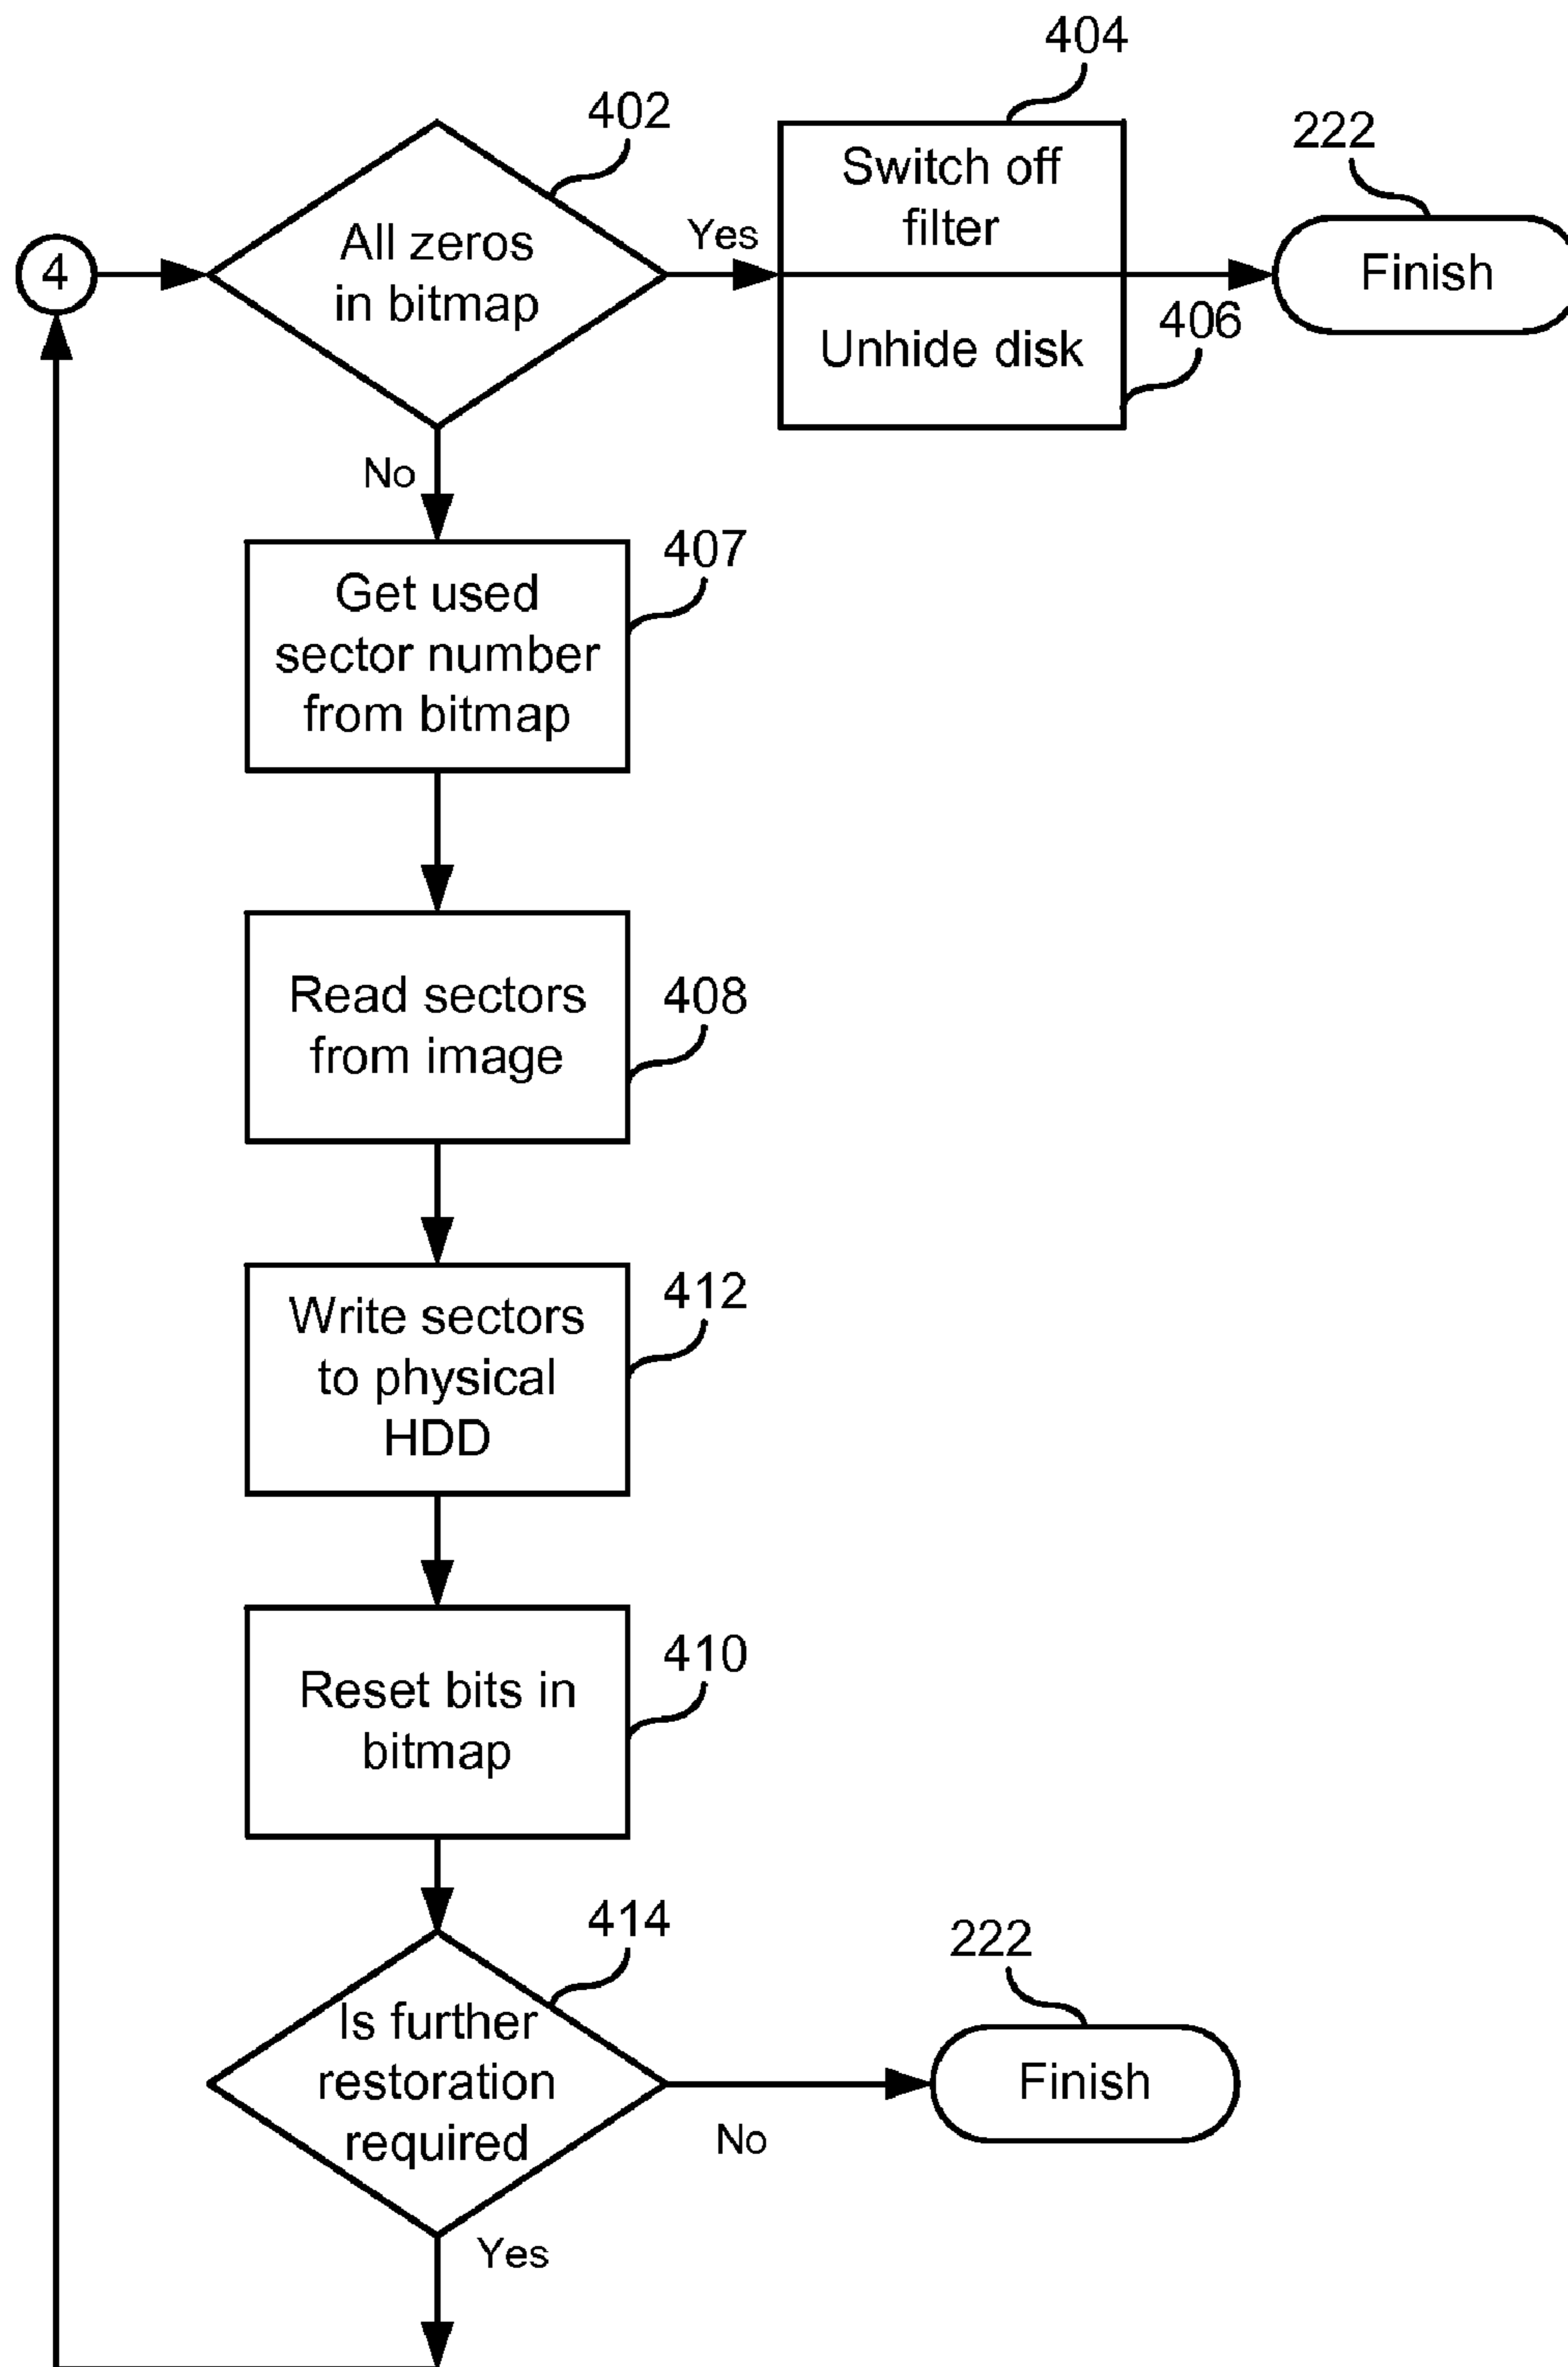 404
402
222
Switch off
filter
Yes
4
All zeros
in bitmap
Finish
406
Unhide disk
No
407
Get used
sector number
from bitmap
408
Read sectors
from image
412
Write sectors
to physical
HDD
410
Reset bits in
bitmap
414
222
Is further
restoration
required
Finish
No
Yes